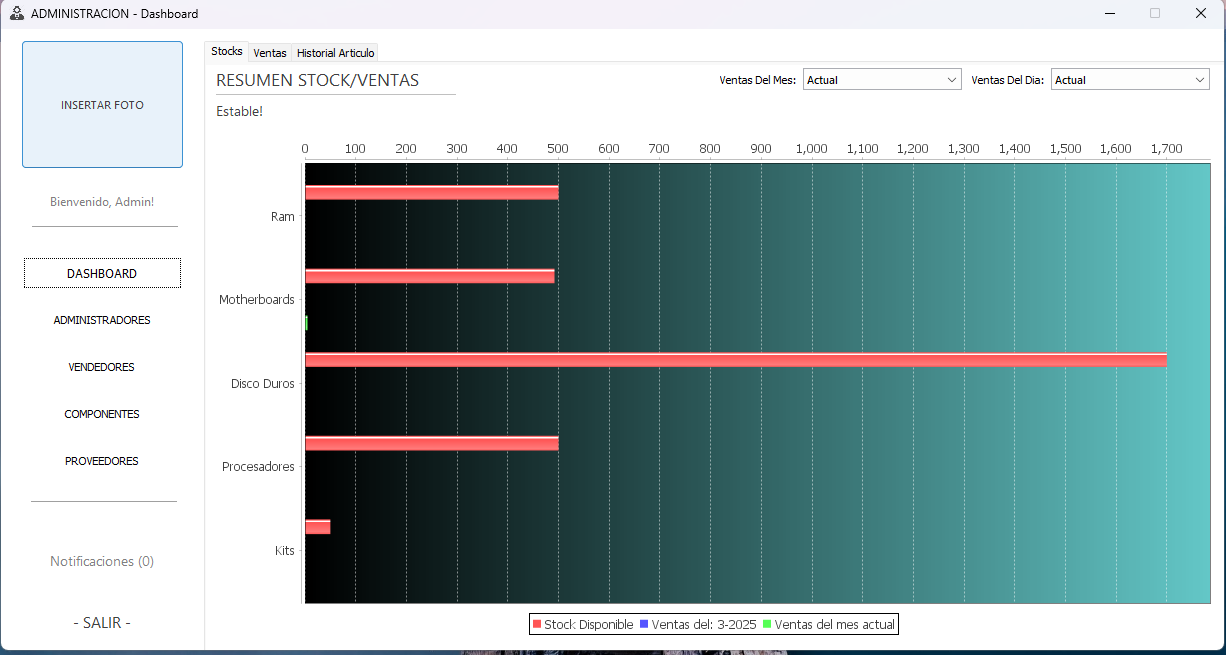 ADMINISTRACION - Dashboard
INSERTAR FOTO
Bienvenido, Admin!
DASHBOARD
ADMINISTRADORES
VENDEDORES
COMPONENTES
PROVEEDORES
Notificaciones (0)
- SALIR -
Stocks Ventas Historial Articulo
RESUMEN STOCK/VENTAS
Ventas Del Mes: Actual Ventas Del Dia: Actual
Estable!
0 100 200 300 400 500 600 700 800 900 1,000 1,100 1,200 1,300 1,400 1,500 1,600 1,700
Ram
Motherboards
Disco Duros
Procesadores
Kits
Stock Disponible Ventas del: 3-2025 Ventas del mes actual